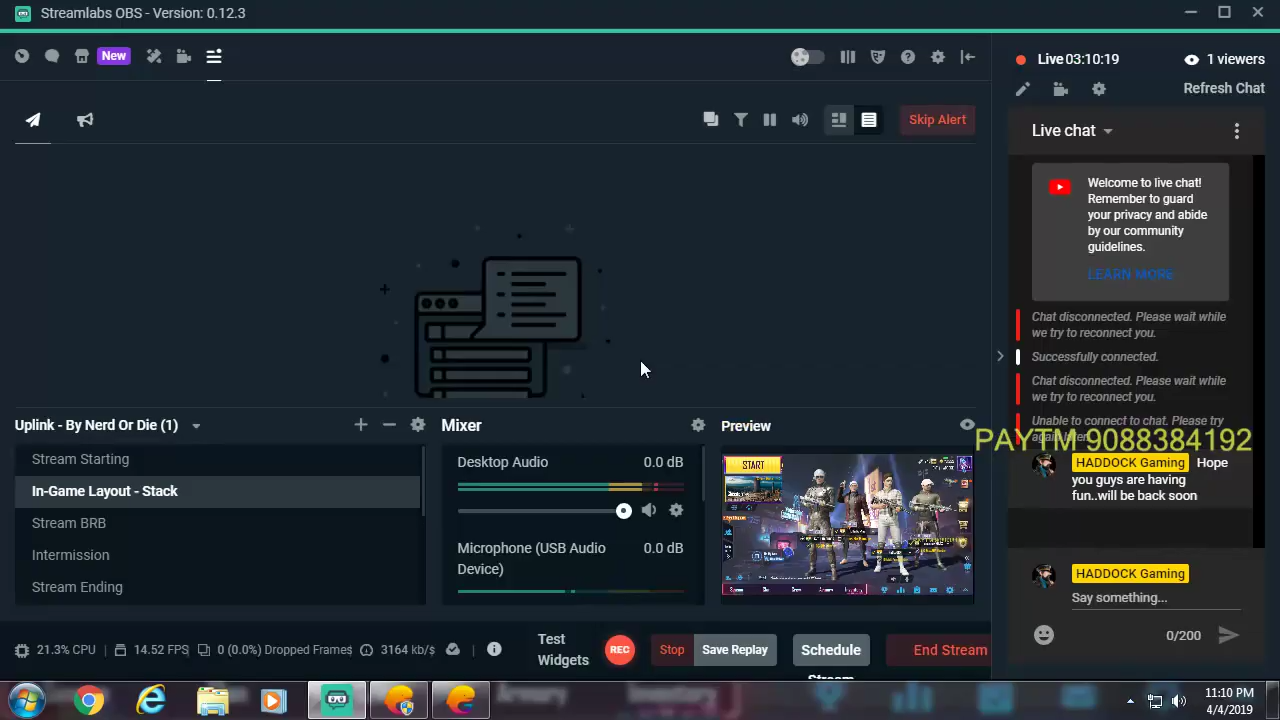 Streamlabs OBS - Version: 0.12.3
New
Live 03:10:19
1 viewers
Refresh Chat
Skip Alert
Live chat
Welcome to live chat!
Remember to guard
your privacy and abide
by our community
guidelines.
LEARN MORE
Chat disconnected. Please wait while
we try to reconnect you.
Successfully connected.
Chat disconnected. Please wait while
we try to reconnect you.
Unable to connect to chat. Please try
again later.
PAYTM 9088384192
HADDOCK Gaming Hope
you guys are having
fun..will be back soon
HADDOCK Gaming
Say something...
0/200
Uplink - By Nerd Or Die (1)
Stream Starting
In-Game Layout - Stack
Stream BRB
Intermission
Stream Ending
Mixer
Desktop Audio 0.0 dB
Microphone (USB Audio
Device) 0.0 dB
Preview
START
21.3% CPU
14.52 FPS
0 (0.0%) Dropped Frames
3164 kb/s
Test
Widgets
REC
Stop
Save Replay
Schedule
Stream
End Stream
11:10 PM
4/4/2019